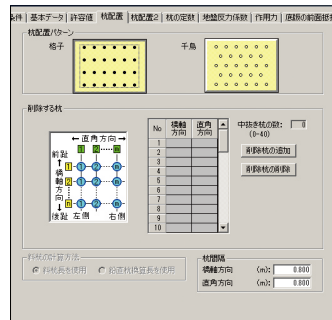 条件 基本データ 許容値 杭配置 杭配置2 杭の定数 地盤反力係数 作用力 底版の前面抵
杭配置パターン
格子 千鳥
削除する杭
← 直角方向 →
1 2 m
前趾
↑
橋軸方向
↓
後趾
1
2
n
左側 右側
No 橋軸方向 直角方向
1
2
3
4
5
6
7
8
9
10
中抜き杭の数: 0
(0-40)
削除杭の追加
削除杭の削除
斜杭の計算方法
斜杭長を使用 鉛直杭換算長を使用
杭間隔
橋軸方向 (m): 0.800
直角方向 (m): 0.800